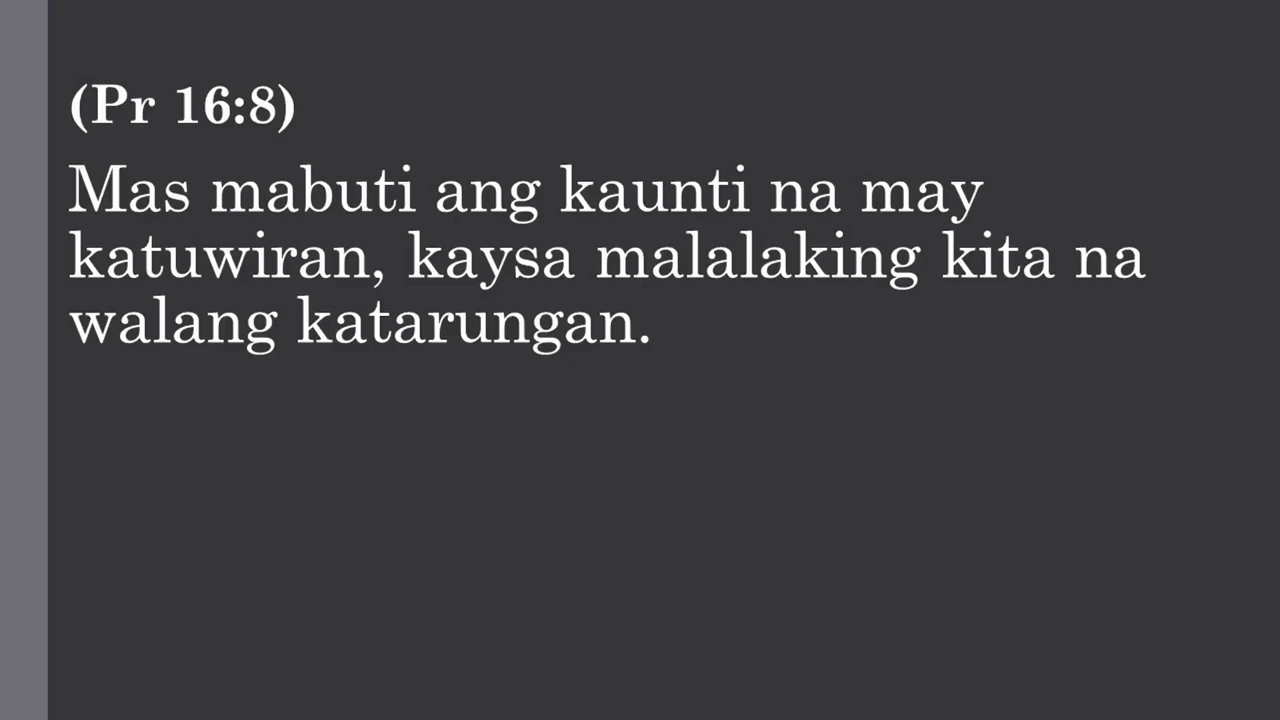 (Pr 16:8)
Mas mabuti ang kaunti na may
katuwiran, kaysa malalaking kita na
walang katarungan.